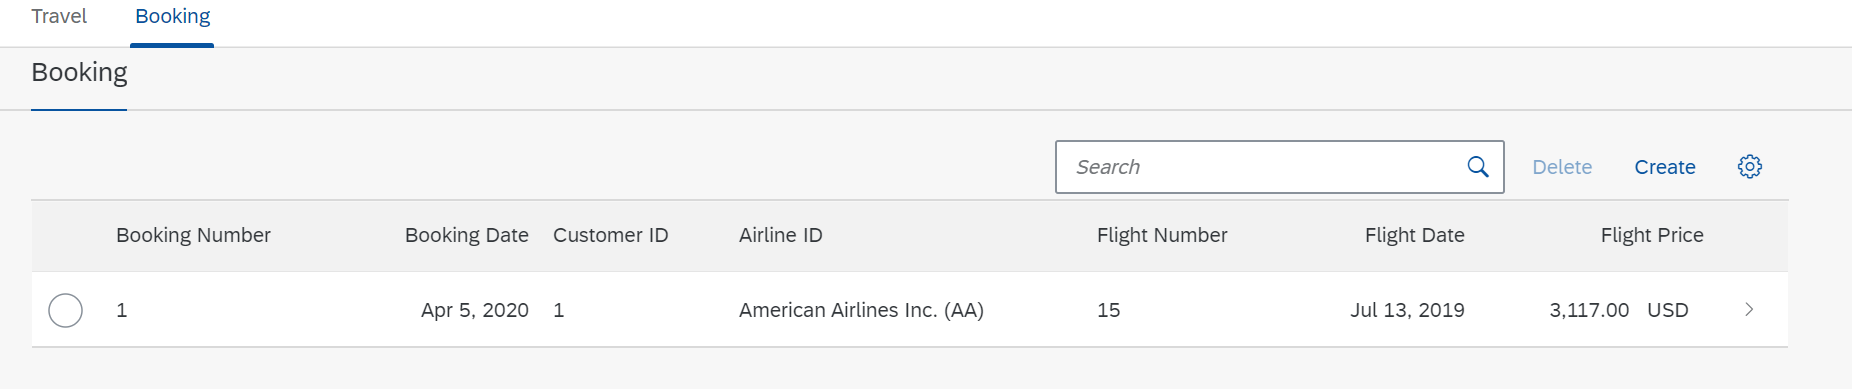 Travel Booking
Booking
Search Delete Create
Booking Number Booking Date Customer ID Airline ID Flight Number Flight Date Flight Price
1 Apr 5, 2020 1 American Airlines Inc. (AA) 15 Jul 13, 2019 3,117.00 USD